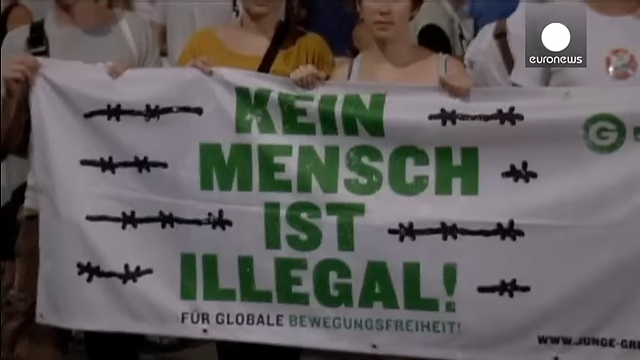 euronews
KEIN
MENSCH
IST
ILLEGAL!
FÜR GLOBALE BEWEGUNGSFREIHEIT!
G
WWW.JUNGE-GR